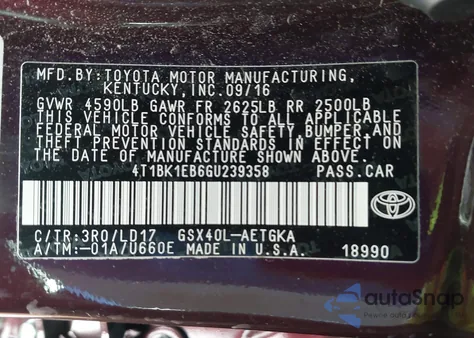 MFD.BY:TOYOTA MOTOR MANUFACTURING,
KENTUCKY,INC.09/16
GVWR 4590LB GAWR FR 2625LB RR 2500LB
THIS VEHICLE CONFORMS TO ALL APPLICABLE
FEDERAL MOTOR VEHICLE SAFETY,BUMPER,AND
THEFT PREVENTION STANDARDS IN EFFECT ON
THE DATE OF MANUFACTURE SHOWN ABOVE.
4T1BK1EB6GU239358 PASS.CAR
C/TR:3R0/LD17 GSX40L-AETGKA
A/TM:-01A/U660E MADE IN U.S.A. 18990
autoSnap
www.autosnap